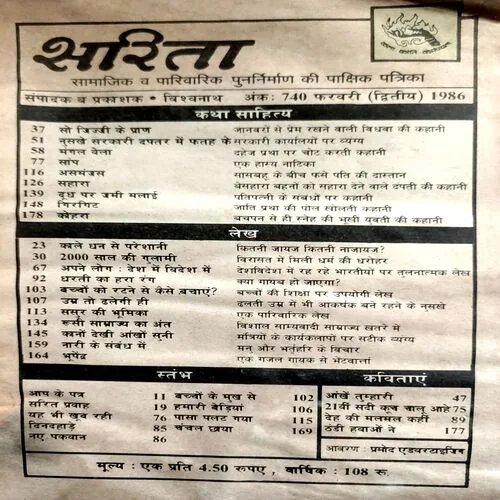 सरिता
सामाजिक व पारिवारिक पुनर्निर्माण की पाक्षिक पत्रिका
संपादक व प्रकाशक • विश्वनाथ अंक: 740 फरवरी (द्वितीय) 1986
कथा साहित्य
37 सो जिज्जी के प्राण जानवरों से प्रेम रखने वाली विधवा की कहानी
51 नुसखे सरकारी दफ्तर में फतह के सरकारी कार्यालयों पर व्यंग्य
58 मंगल बेला दहेज प्रथा पर चोट करती कहानी
77 सांप एक हास्य नाटिका
116 असमंजस सासबहू के बीच फंसे पति की दास्तान
126 सहारा बेसहारा बहनों को सहारा देने वाले दंपती की कहानी
139 दूध पर जमी मलाई पतिपत्नी के संबंधों पर कहानी
148 गिरगिट जाति प्रथा की पोल खोलती कहानी
178 कोहरा बचपन से ही स्नेह की भूखी युवती की कहानी
लेख
23 काले धन से परेशानी कितनी जायज कितनी नाजायज?
30 2000 साल की गुलामी विरासत में मिली धर्म की धरोहर
67 अपने लोग: देश में विदेश में देशविदेश में रह रहे भारतीयों पर तुलनात्मक लेख
92 धरती का हरा रंग क्या गायब हो जाएगा?
103 बच्चों को रटने से कैसे बचाएं? बच्चों की शिक्षा पर उपयोगी लेख
107 उम्र तो ढलेगी ही ढलती उम्र में भी आकर्षक बने रहने के नुसखे
113 ससुर की भूमिका एक पारिवारिक लेख
134 रूसी साम्राज्य का अंत विशाल साम्यवादी साम्राज्य खतरे में
145 कानों देखी आंखों सुनी मंत्रियों के कार्यकलापों पर सटीक व्यंग्य
159 नारी के संबंध में मनु और भर्तृहरि के विचार
164 भूपेंद्र एक गजल गायक से भेंटवार्त्ता
स्तंभ
आप के पत्र 11 बच्चों के मुख से 102
सरित प्रवाह 19 हमारी बेड़ियां 106
यह भी खूब रही 76 पासा पलट गया 115
दिनदहाड़े 85 चंचल छाया 169
नए पकवान 86
कविताएं
आंखें तुम्हारी 47
21वीं सदी कूच चालू आहे 75
देह की मलमल कहीं 89
ठंडी हवाओं ने 177
आवरण: प्रमोद एडवरटाइजिंग
मूल्य: एक प्रति 4.50 रुपए, वार्षिक: 108 रु.